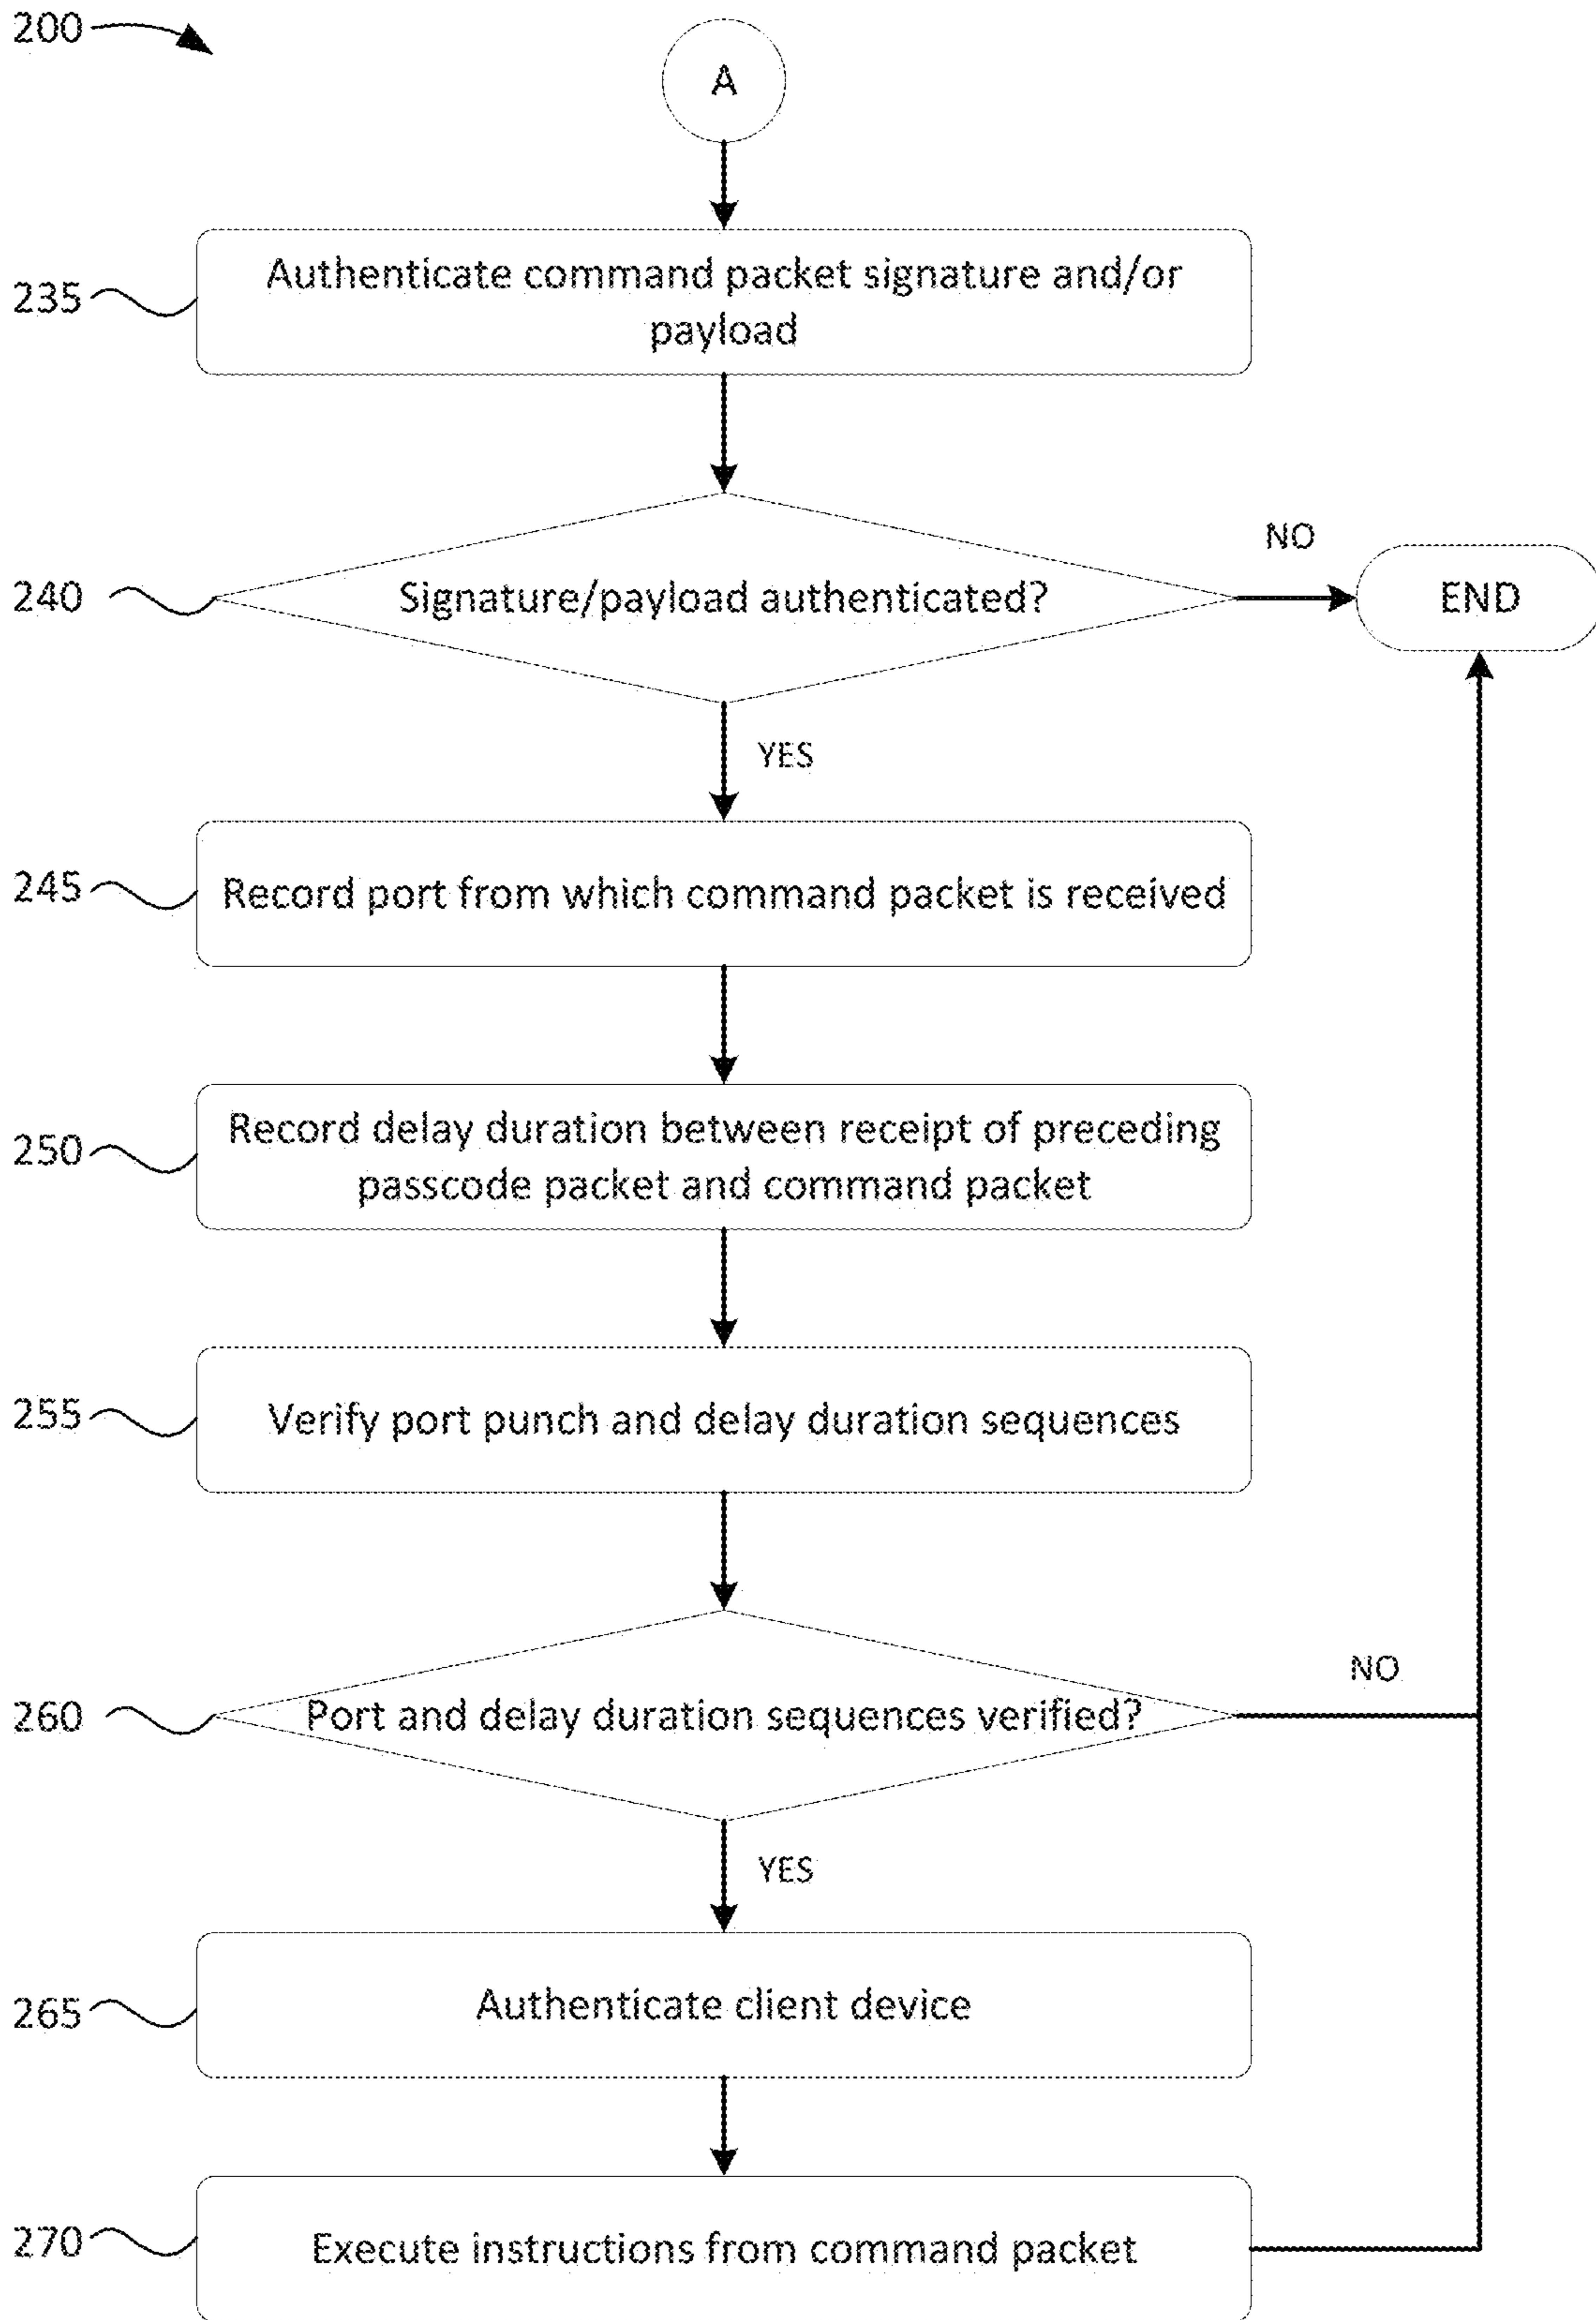 200
A
235
Authenticate command packet signature and/or
payload
240
Signature/payload authenticated?
NO
END
YES
245
Record port from which command packet is received
250
Record delay duration between receipt of preceding
passcode packet and command packet
255
Verify port punch and delay duration sequences
260
Port and delay duration sequences verified?
NO
YES
265
Authenticate client device
270
Execute instructions from command packet